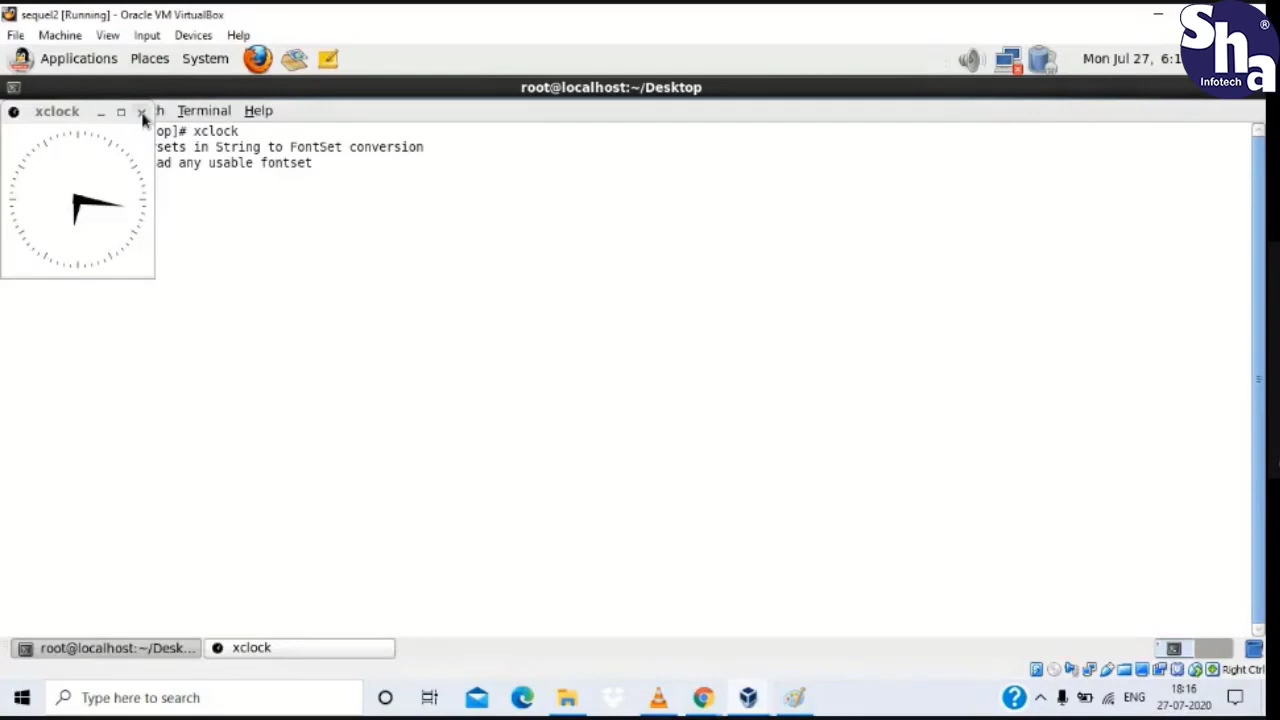 sequel2 [Running] - Oracle VM VirtualBox
File Machine View Input Devices Help
Sha
®
Infotech
Applications Places System
Mon Jul 27, 6:1
root@localhost:~/Desktop
xclock
h Terminal Help
op]# xclock
sets in String to FontSet conversion
ad any usable fontset
root@localhost:~/Desk...
xclock
Right Ctrl
Type here to search
ENG
18:16
27-07-2020